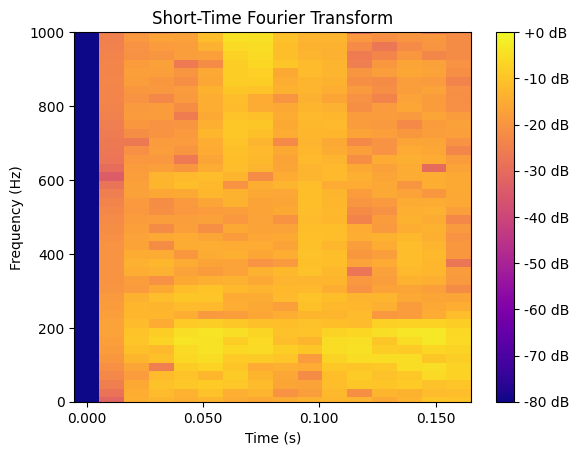 Short-Time Fourier Transform
1000
800
600
400
200
0
Frequency (Hz)
0.000
0.050
0.100
0.150
Time (s)
+0 dB
-10 dB
-20 dB
-30 dB
-40 dB
-50 dB
-60 dB
-70 dB
-80 dB